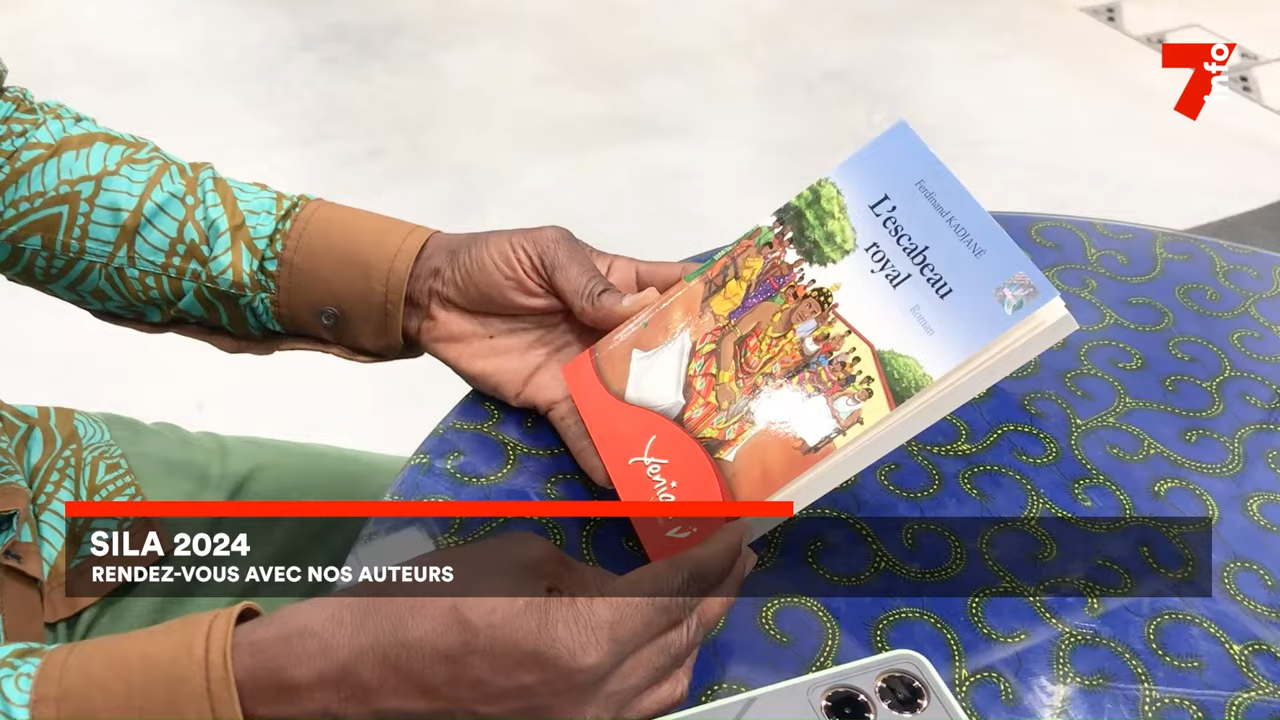 7info
Ferdinand KADJANÉ
L'escabeau
royal
Roman
SILA 2024
RENDEZ-VOUS AVEC NOS AUTEURS